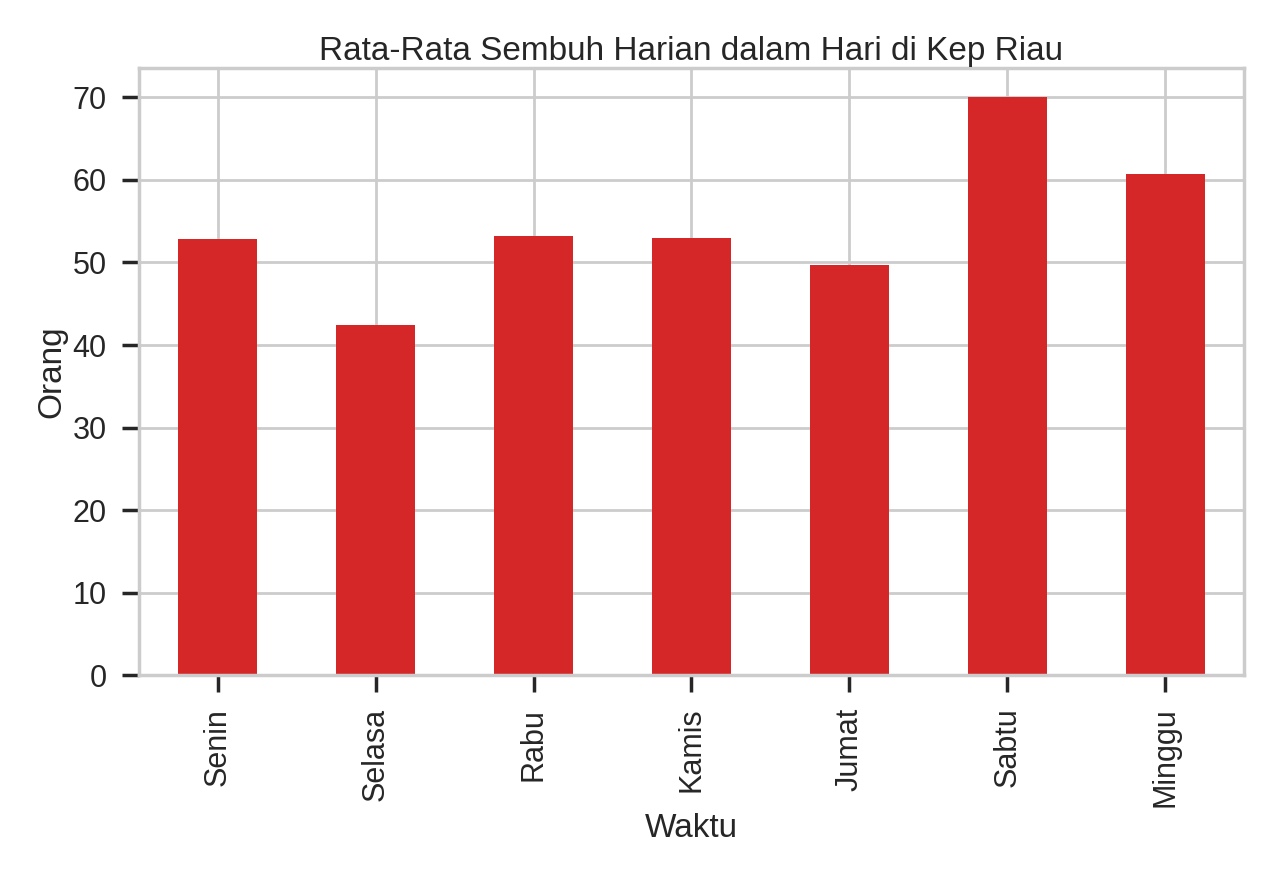 Rata-Rata Sembuh Harian dalam Hari di Kep Riau
70
60
50
40
30
20
10
0
Orang
Senin
Selasa
Rabu
Kamis
Jumat
Sabtu
Minggu
Waktu